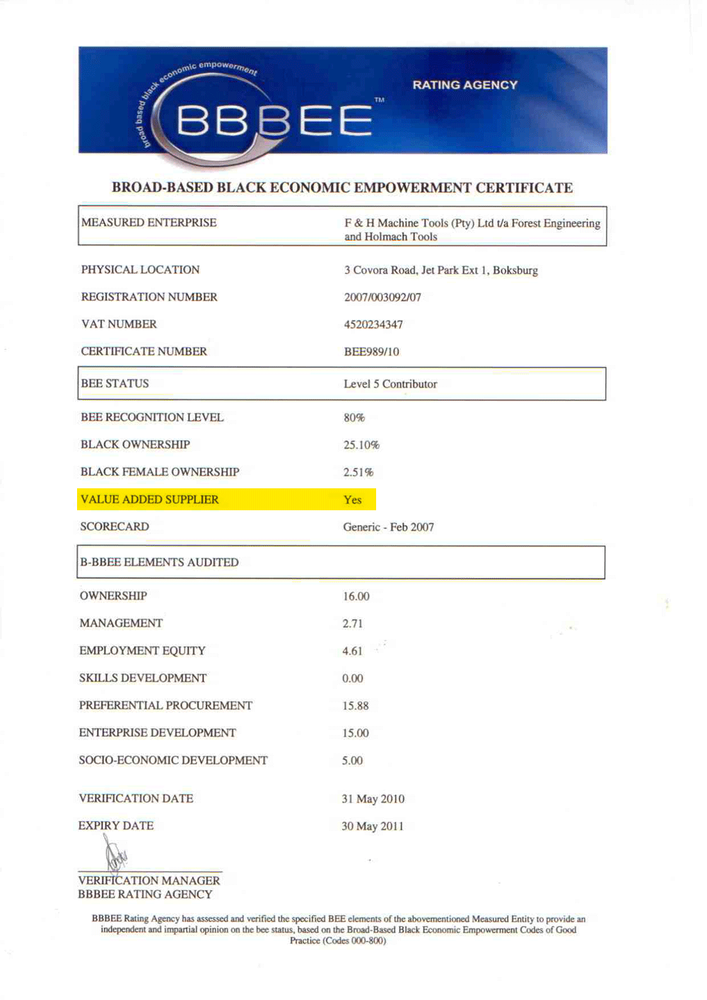 broad based black economic empowerment
BBBEE™
RATING AGENCY
BROAD-BASED BLACK ECONOMIC EMPOWERMENT CERTIFICATE
MEASURED ENTERPRISE F & H Machine Tools (Pty) Ltd t/a Forest Engineering
and Holmach Tools
PHYSICAL LOCATION 3 Covora Road, Jet Park Ext 1, Boksburg
REGISTRATION NUMBER 2007/003092/07
VAT NUMBER 4520234347
CERTIFICATE NUMBER BEE989/10
BEE STATUS Level 5 Contributor
BEE RECOGNITION LEVEL 80%
BLACK OWNERSHIP 25.10%
BLACK FEMALE OWNERSHIP 2.51%
VALUE ADDED SUPPLIER Yes
SCORECARD Generic - Feb 2007
B-BBEE ELEMENTS AUDITED
OWNERSHIP 16.00
MANAGEMENT 2.71
EMPLOYMENT EQUITY 4.61
SKILLS DEVELOPMENT 0.00
PREFERENTIAL PROCUREMENT 15.88
ENTERPRISE DEVELOPMENT 15.00
SOCIO-ECONOMIC DEVELOPMENT 5.00
VERIFICATION DATE 31 May 2010
EXPIRY DATE 30 May 2011
VERIFICATION MANAGER
BBBEE RATING AGENCY
BBBEE Rating Agency has assessed and verified the specified BEE elements of the abovementioned Measured Entity to provide an
independent and impartial opinion on the bee status, based on the Broad-Based Black Economic Empowerment Codes of Good
Practice (Codes 000-800)